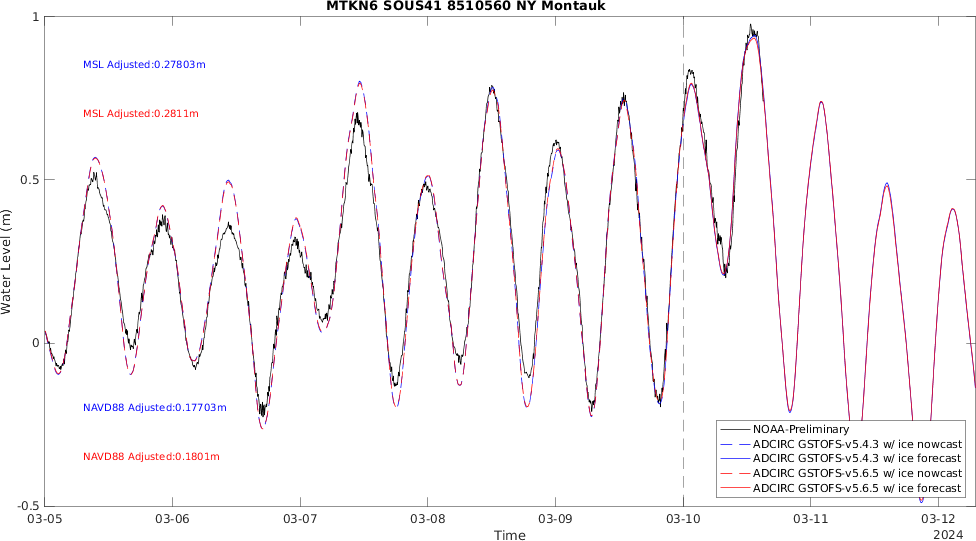 MTKN6 SOUS41 8510560 NY Montauk
1
MSL Adjusted:0.27803m
MSL Adjusted:0.2811m
0.5
Water Level (m)
0
NAVD88 Adjusted:0.17703m
NAVD88 Adjusted:0.1801m
NOAA-Preliminary
ADCIRC GSTOFS-v5.4.3 w/ ice nowcast
ADCIRC GSTOFS-v5.4.3 w/ ice forecast
ADCIRC GSTOFS-v5.6.5 w/ ice nowcast
ADCIRC GSTOFS-v5.6.5 w/ ice forecast
-0.5
03-05 03-06 03-07 03-08 03-09 03-10 03-11 03-12
Time
2024